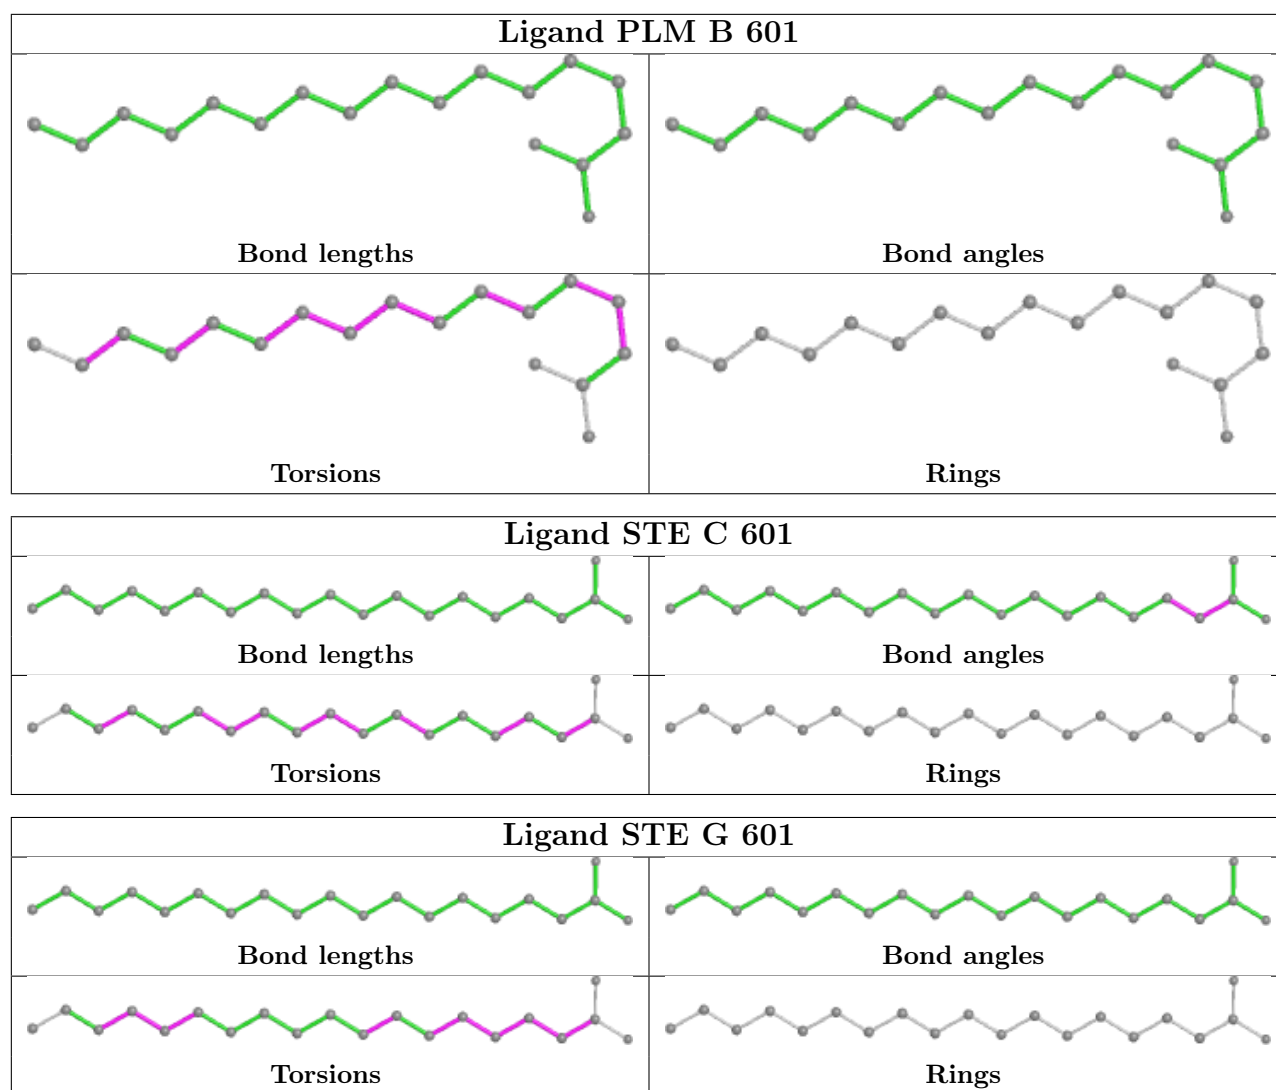 Ligand PLM B 601
Bond lengths
Bond angles
Torsions
Rings
Ligand STE C 601
Bond lengths
Bond angles
Torsions
Rings
Ligand STE G 601
Bond lengths
Bond angles
Torsions
Rings